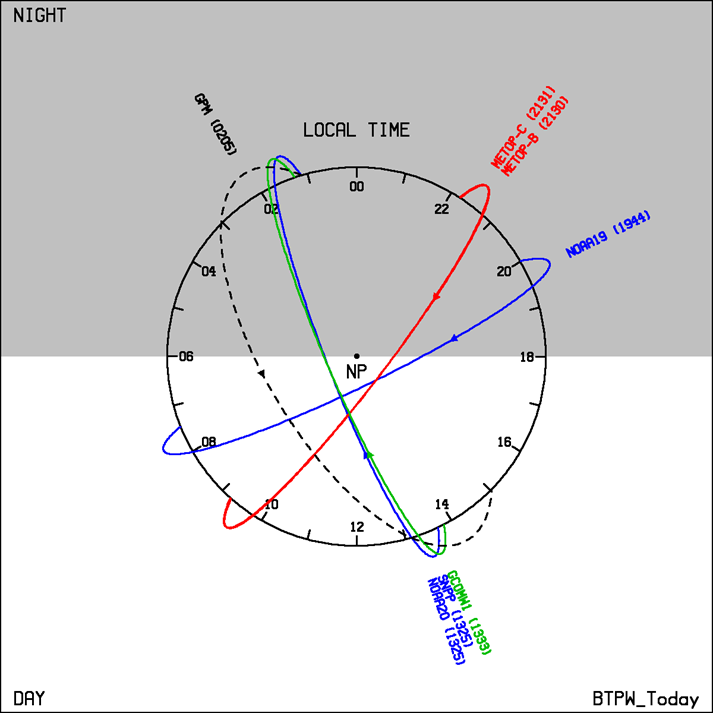 NIGHT
GPM (0205)
METOP-C (2131)
METOP-B (2130)
LOCAL TIME
NOAA19 (1944)
00
02
22
04
20
06
18
NP
08
16
10
14
12
GCOMW1 (1333)
SNPP (1325)
NOAA20 (1325)
DAY
BTPW_Today